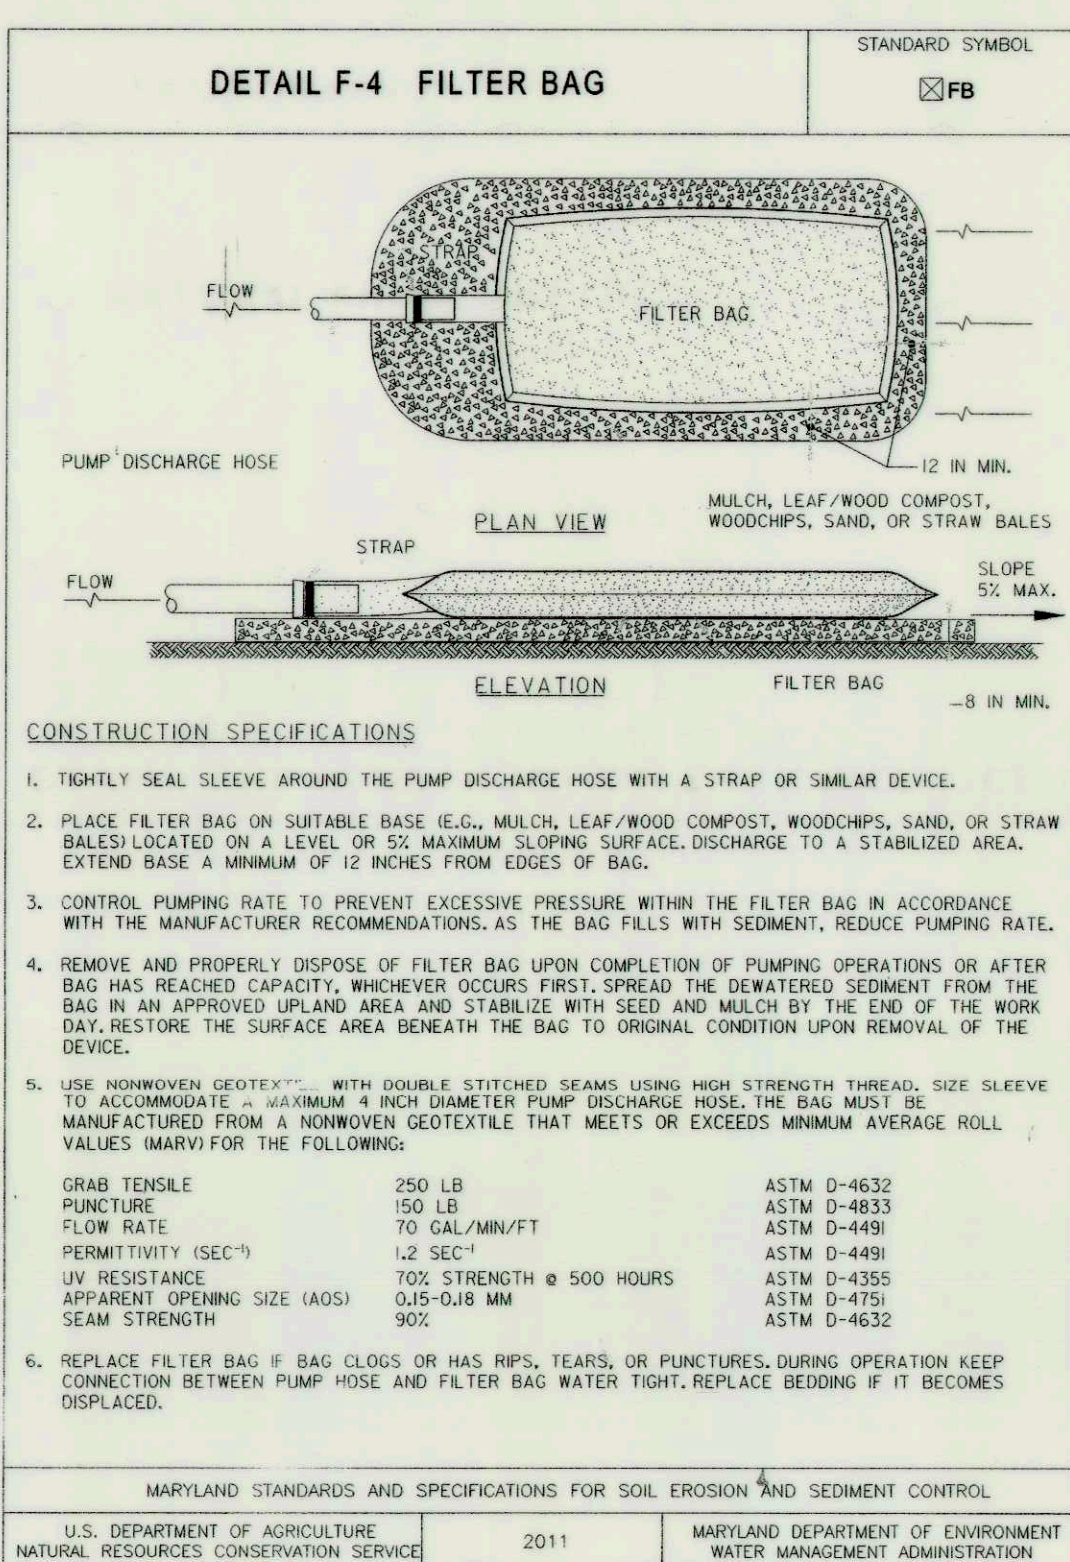 DETAIL F-4 FILTER BAG
STANDARD SYMBOL
FB
STRAP
FLOW
FILTER BAG
PUMP DISCHARGE HOSE
12 IN MIN.
PLAN VIEW
MULCH, LEAF/WOOD COMPOST,
WOODCHIPS, SAND, OR STRAW BALES
STRAP
FLOW
SLOPE
5% MAX.
ELEVATION
FILTER BAG
8 IN MIN.
CONSTRUCTION SPECIFICATIONS
1. TIGHTLY SEAL SLEEVE AROUND THE PUMP DISCHARGE HOSE WITH A STRAP OR SIMILAR DEVICE.
2. PLACE FILTER BAG ON SUITABLE BASE (E.G., MULCH, LEAF/WOOD COMPOST, WOODCHIPS, SAND, OR STRAW
BALES) LOCATED ON A LEVEL OR 5% MAXIMUM SLOPING SURFACE. DISCHARGE TO A STABILIZED AREA.
EXTEND BASE A MINIMUM OF 12 INCHES FROM EDGES OF BAG.
3. CONTROL PUMPING RATE TO PREVENT EXCESSIVE PRESSURE WITHIN THE FILTER BAG IN ACCORDANCE
WITH THE MANUFACTURER RECOMMENDATIONS. AS THE BAG FILLS WITH SEDIMENT, REDUCE PUMPING RATE.
4. REMOVE AND PROPERLY DISPOSE OF FILTER BAG UPON COMPLETION OF PUMPING OPERATIONS OR AFTER
BAG HAS REACHED CAPACITY, WHICHEVER OCCURS FIRST. SPREAD THE DEWATERED SEDIMENT FROM THE
BAG IN AN APPROVED UPLAND AREA AND STABILIZE WITH SEED AND MULCH BY THE END OF THE WORK
DAY. RESTORE THE SURFACE AREA BENEATH THE BAG TO ORIGINAL CONDITION UPON REMOVAL OF THE
DEVICE.
5. USE NONWOVEN WITH DOUBLE STITCHED SEAMS USING HIGH STRENGTH THREAD. SIZE SLEEVE
TO ACCOMMODATE A MAXIMUM 4 INCH DIAMETER PUMP DISCHARGE HOSE. THE BAG MUST BE
MANUFACTURED FROM A NONWOVEN GEOTEXTILE THAT MEETS OR EXCEEDS MINIMUM AVERAGE ROLL
VALUES (MARV) FOR THE FOLLOWING:
GRAB TENSILE 250 LB ASTM D-4632
PUNCTURE 150 LB ASTM D-4833
FLOW RATE 70 GAL/MIN/FT ASTM D-4491
PERMITTIVITY (SEC⁻¹) 1.2 SEC⁻¹ ASTM D-4491
UV RESISTANCE 70% STRENGTH @ 500 HOURS ASTM D-4355
APPARENT OPENING SIZE (AOS) 0.15-0.18 MM ASTM D-4751
SEAM STRENGTH 90% ASTM D-4632
6. REPLACE FILTER BAG IF BAG CLOGS OR HAS RIPS, TEARS, OR PUNCTURES. DURING OPERATION KEEP
CONNECTION BETWEEN PUMP HOSE AND FILTER BAG WATER TIGHT. REPLACE BEDDING IF IT BECOMES
DISPLACED.
MARYLAND STANDARDS AND SPECIFICATIONS FOR SOIL EROSION AND SEDIMENT CONTROL
U.S. DEPARTMENT OF AGRICULTURE
NATURAL RESOURCES CONSERVATION SERVICE
2011
MARYLAND DEPARTMENT OF ENVIRONMENT
WATER MANAGEMENT ADMINISTRATION